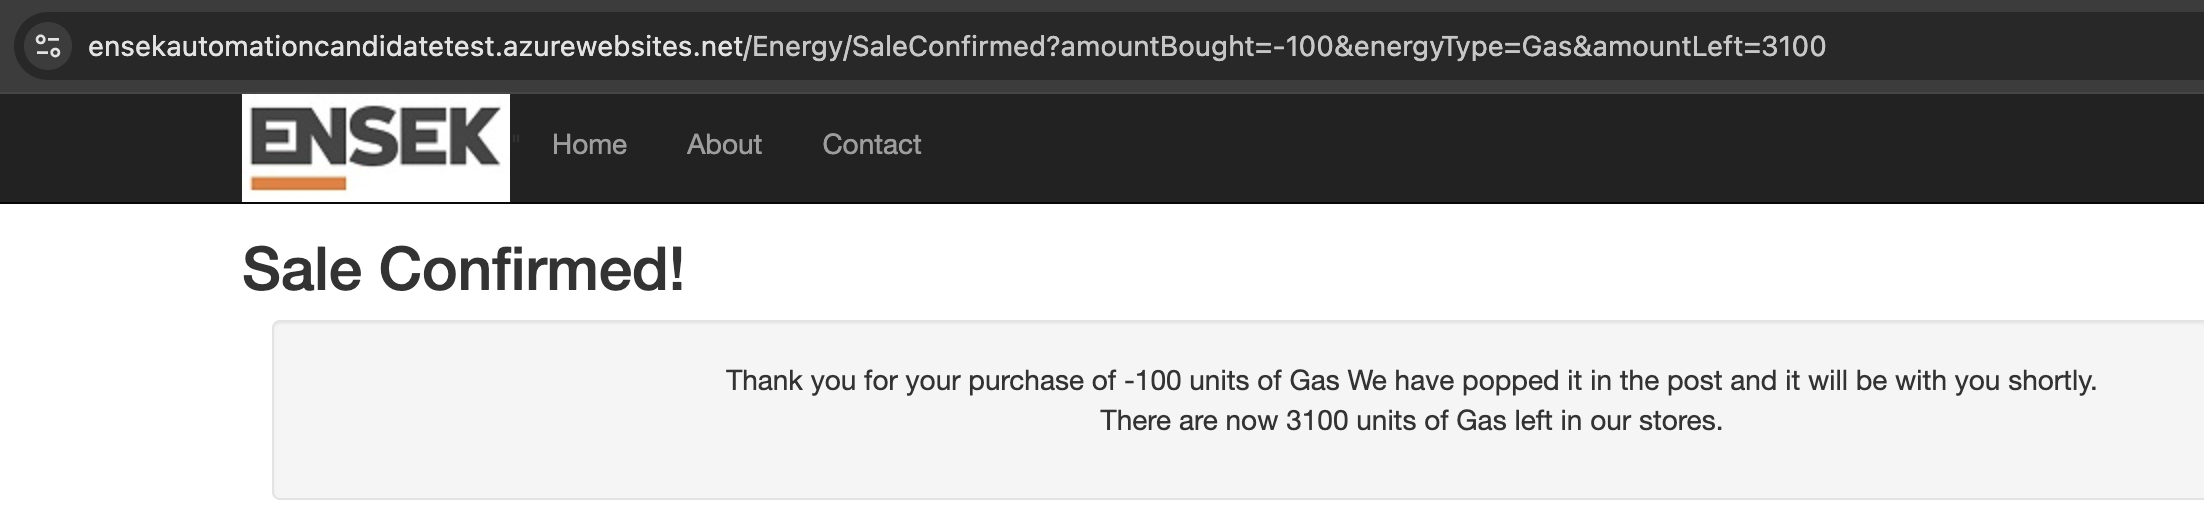 ensekautomationcandidatetest.azurewebsites.net/Energy/SaleConfirmed?amountBought=-100&energyType=Gas&amountLeft=3100
ENSEK " Home About Contact
Sale Confirmed!
Thank you for your purchase of -100 units of Gas We have popped it in the post and it will be with you shortly.
There are now 3100 units of Gas left in our stores.